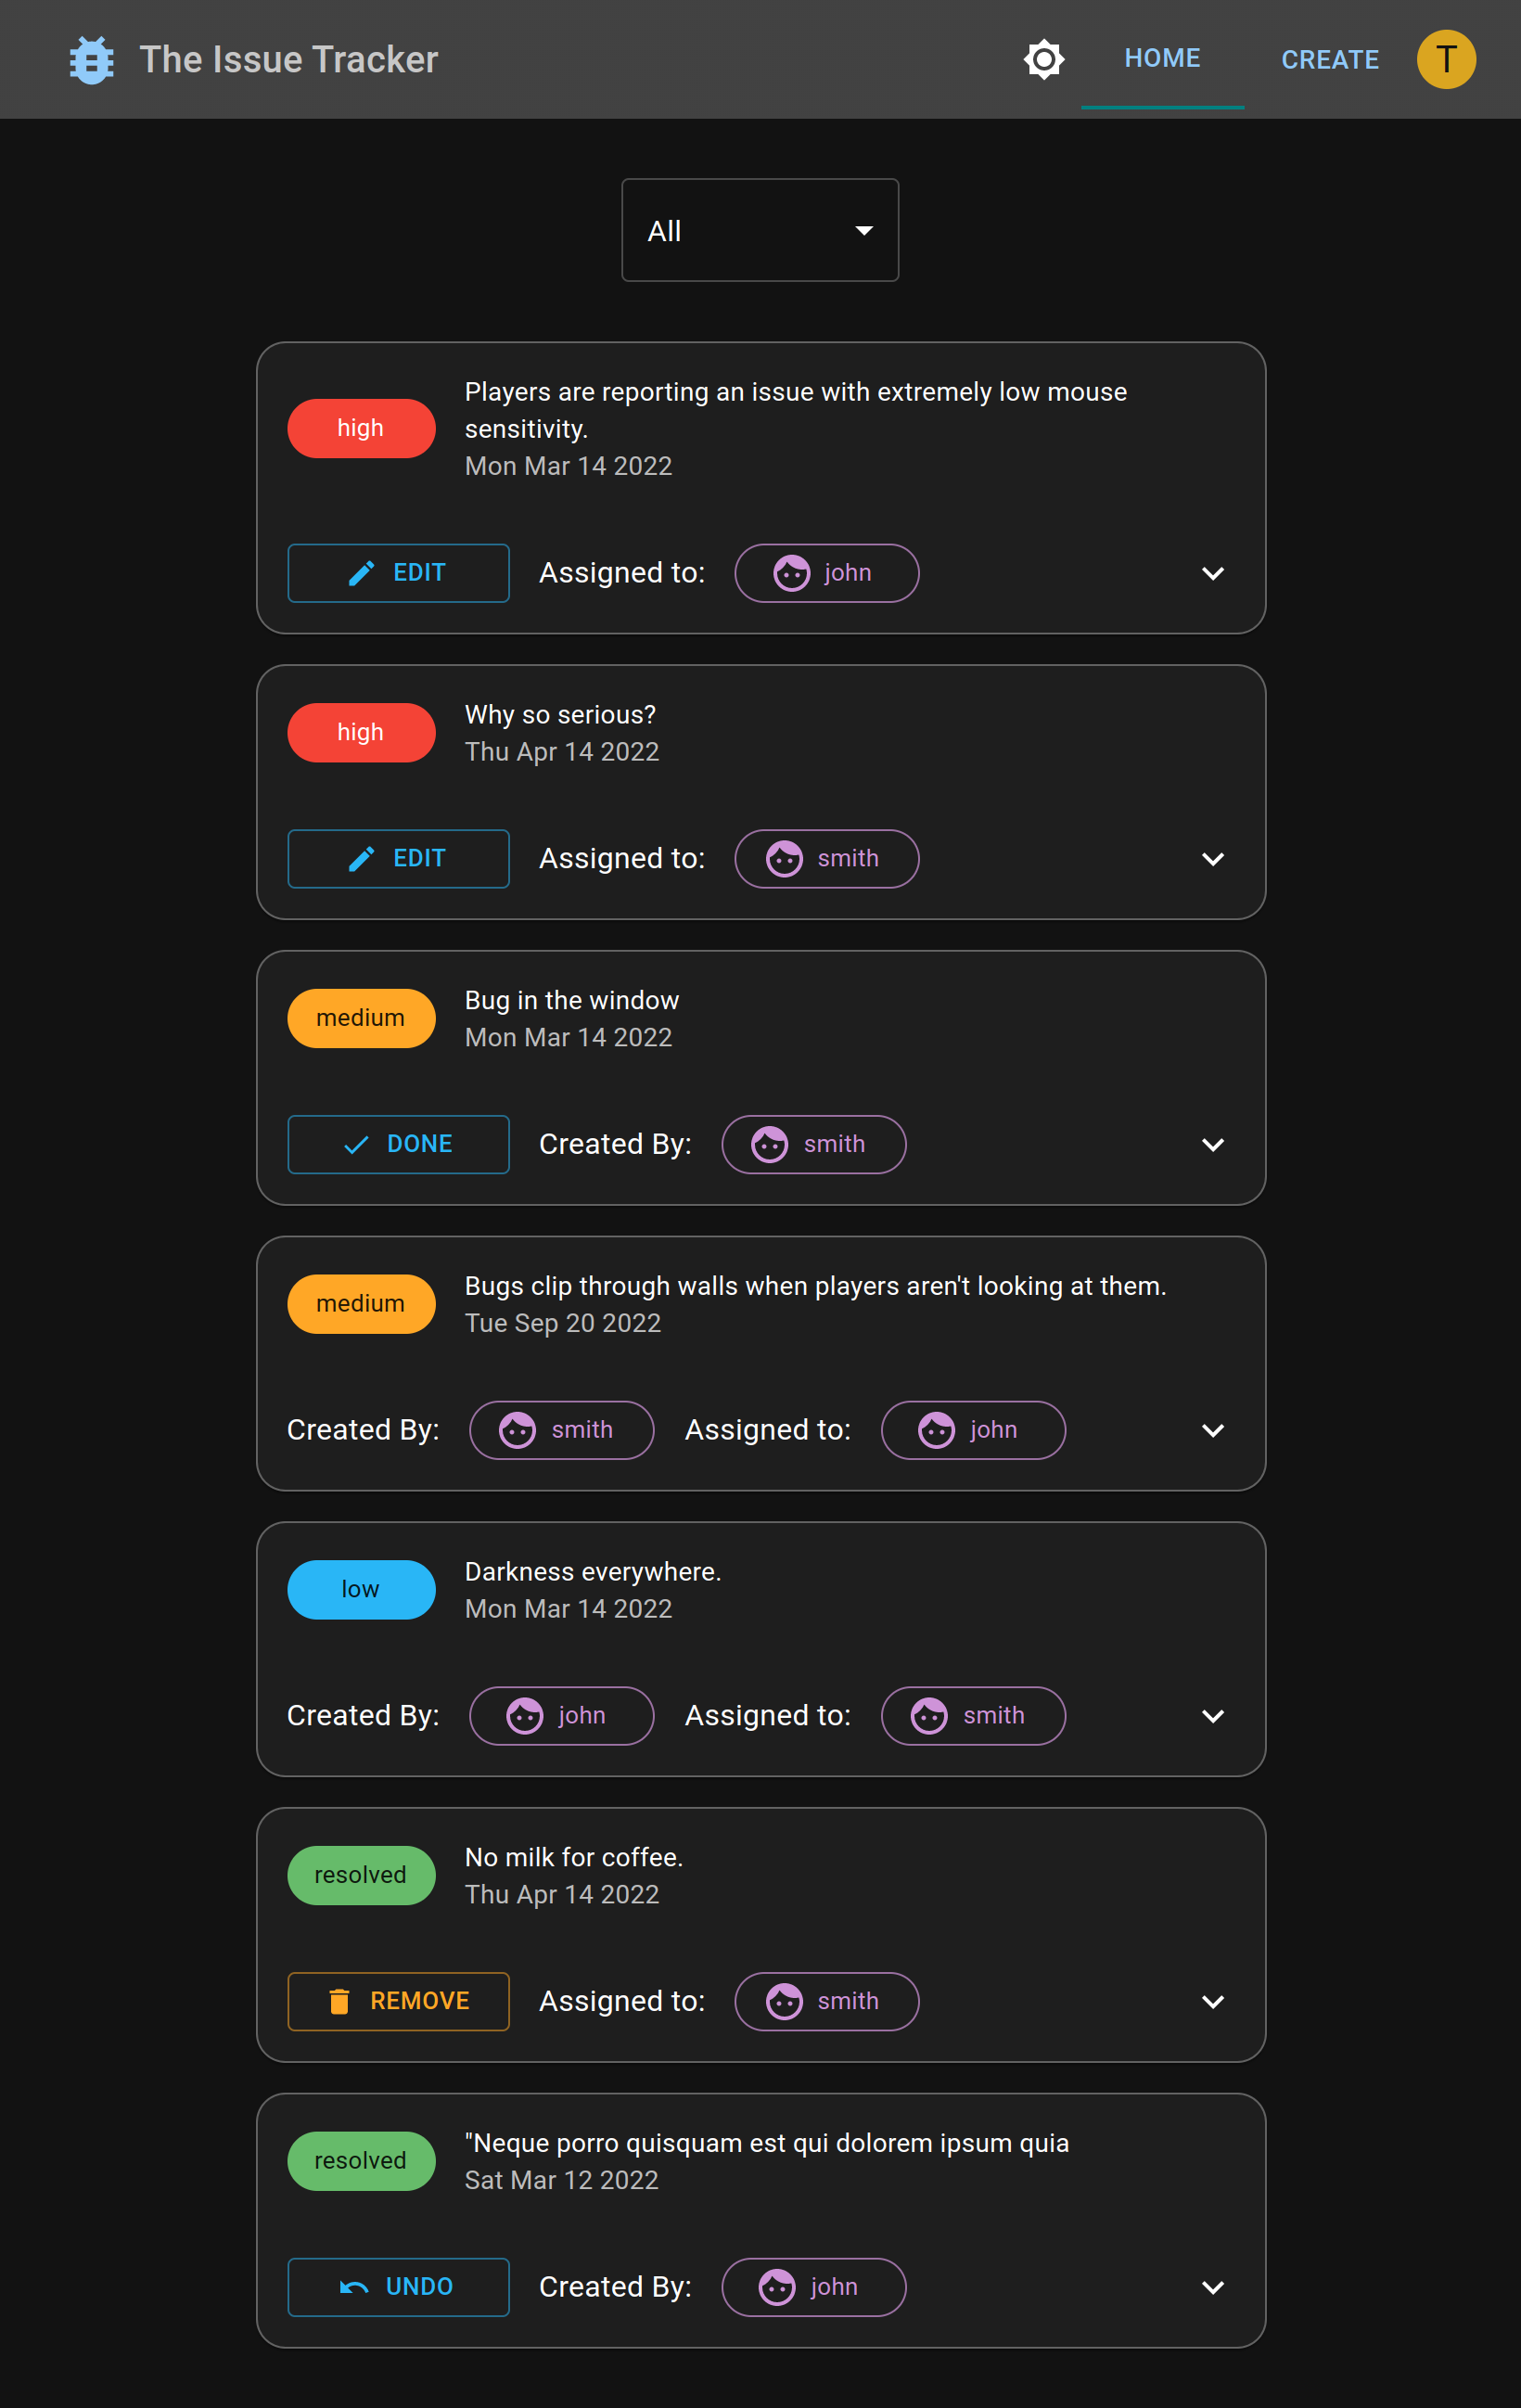 The Issue Tracker
HOME
CREATE
T
All
high
Players are reporting an issue with extremely low mouse
sensitivity.
Mon Mar 14 2022
EDIT
Assigned to:
john
high
Why so serious?
Thu Apr 14 2022
EDIT
Assigned to:
smith
medium
Bug in the window
Mon Mar 14 2022
DONE
Created By:
smith
medium
Bugs clip through walls when players aren't looking at them.
Tue Sep 20 2022
Created By:
smith
Assigned to:
john
low
Darkness everywhere.
Mon Mar 14 2022
Created By:
john
Assigned to:
smith
resolved
No milk for coffee.
Thu Apr 14 2022
REMOVE
Assigned to:
smith
resolved
"Neque porro quisquam est qui dolorem ipsum quia
Sat Mar 12 2022
UNDO
Created By:
john